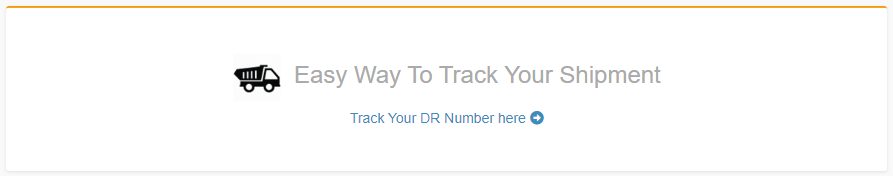 Easy Way To Track Your Shipment
Track Your DR Number here